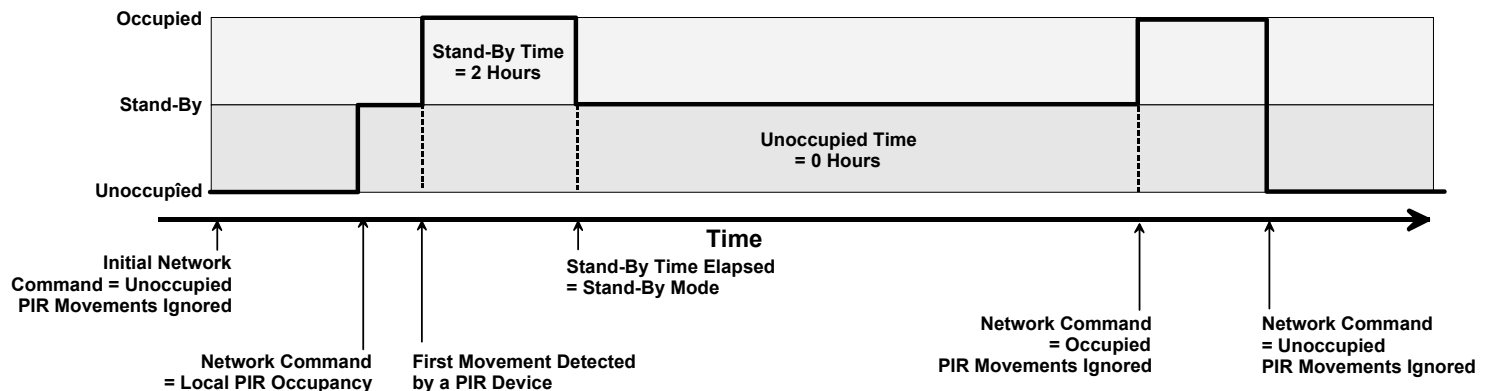 Occupied
Stand-By Time
= 2 Hours
Stand-By
Unoccupied Time
= 0 Hours
Unoccupied
Time
Initial Network
Command = Unoccupied
PIR Movements Ignored
Network Command
= Local PIR Occupancy
First Movement Detected
by a PIR Device
Stand-By Time Elapsed
= Stand-By Mode
Network Command
= Occupied
PIR Movements Ignored
Network Command
= Unoccupied
PIR Movements Ignored